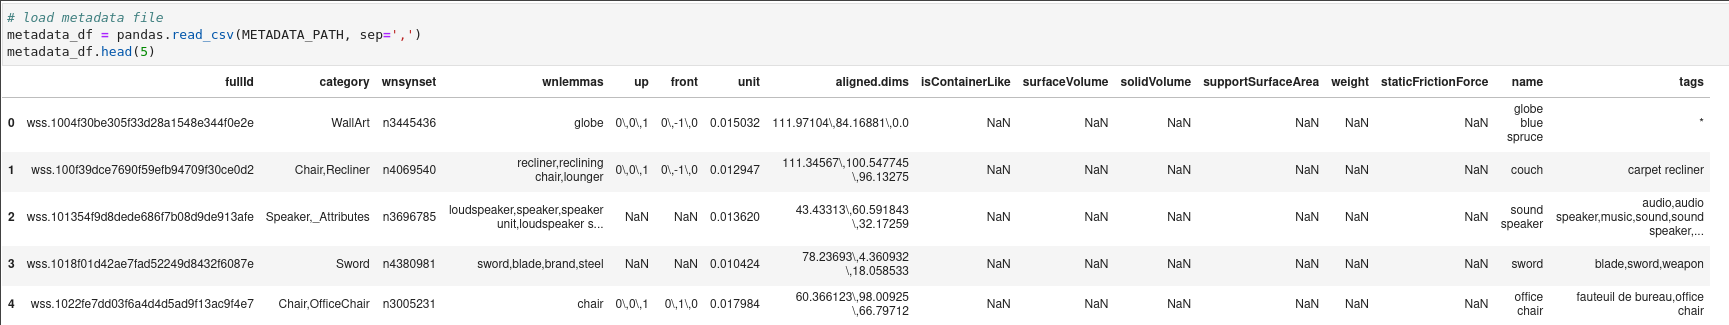 # load metadata file
metadata_df = pandas.read_csv(METADATA_PATH, sep=',')
metadata_df.head(5)
fullId category wnsynset wnlemmas up front unit aligned.dims isContainerLike surfaceVolume solidVolume supportSurfaceArea weight staticFrictionForce name tags
0 wss.1004f30be305f33d28a1548e344f0e2e WallArt n3445436 globe 0\,0\,1 0\,-1\,0 0.015032 111.97104\,84.16881\,0.0 NaN NaN NaN NaN NaN NaN globe blue spruce *
1 wss.100f39dce7690f59efb94709f30ce0d2 Chair,Recliner n4069540 recliner,reclining chair,lounger 0\,0\,1 0\,-1\,0 0.012947 111.34567\,100.547745\,96.13275 NaN NaN NaN NaN NaN NaN couch carpet recliner
2 wss.101354f9d8dede686f7b08d9de913afe Speaker,_Attributes n3696785 loudspeaker,speaker,speaker unit,loudspeaker s... NaN NaN 0.013620 43.43313\,60.591843\,32.17259 NaN NaN NaN NaN NaN NaN sound speaker audio,audio speaker,music,sound,sound speaker,...
3 wss.1018f01d42ae7fad52249d8432f6087e Sword n4380981 sword,blade,brand,steel NaN NaN 0.010424 78.23693\,4.360932\,18.058533 NaN NaN NaN NaN NaN NaN sword blade,sword,weapon
4 wss.1022fe7dd03f6a4d4d5ad9f13ac9f4e7 Chair,OfficeChair n3005231 chair 0\,0\,1 0\,1\,0 0.017984 60.366123\,98.00925\,66.79712 NaN NaN NaN NaN NaN NaN office chair fauteuil de bureau,office chair